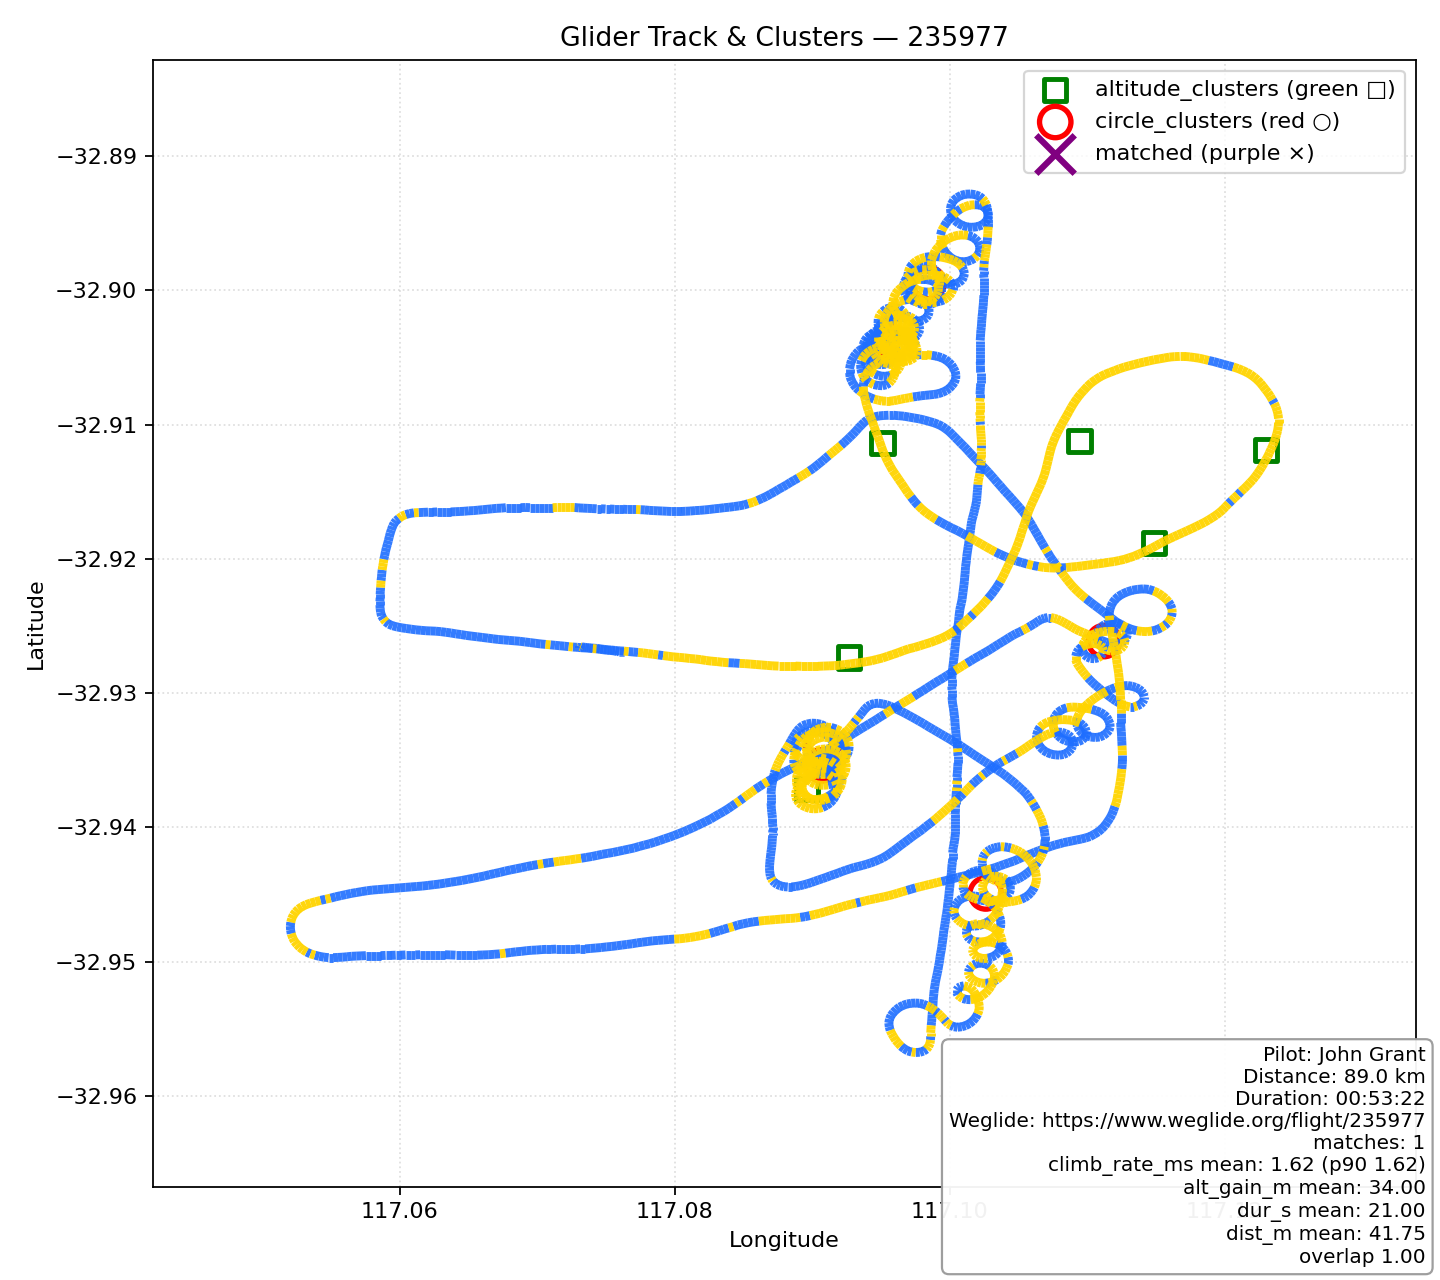 Glider Track & Clusters — 235977
altitude_clusters (green □)
circle_clusters (red ○)
matched (purple ×)
−32.89
−32.90
−32.91
−32.92
−32.93
−32.94
−32.95
−32.96
Latitude
117.06
117.08
117.10
Longitude
Pilot: John Grant
Distance: 89.0 km
Duration: 00:53:22
Weglide: https://www.weglide.org/flight/235977
matches: 1
climb_rate_ms mean: 1.62 (p90 1.62)
alt_gain_m mean: 34.00
dur_s mean: 21.00
dist_m mean: 41.75
overlap 1.00